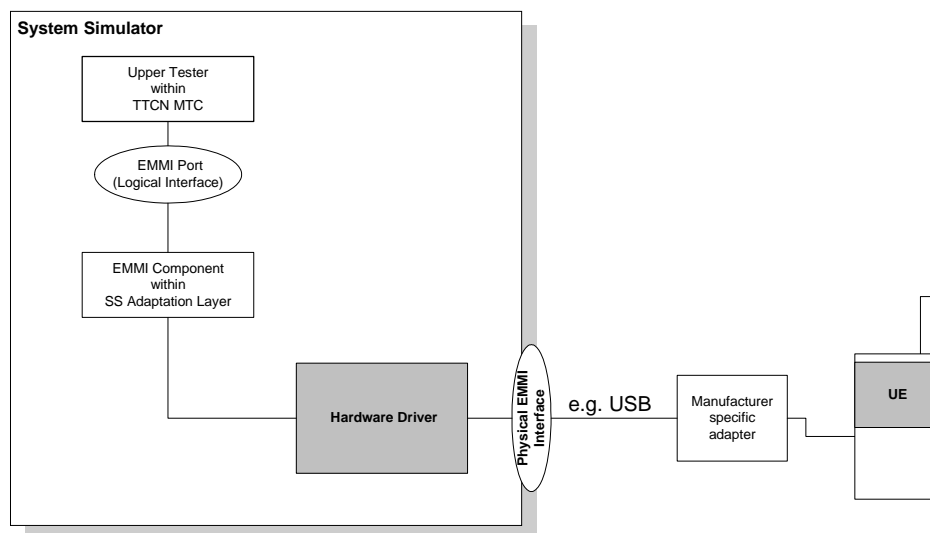 System Simulator
Upper Tester
within
TTCN MTC
EMMI Port
(Logical Interface)
EMMI Component
within
SS Adaptation Layer
Hardware Driver
Physical EMMI
Interface
e.g. USB
Manufacturer
specific
adapter
UE